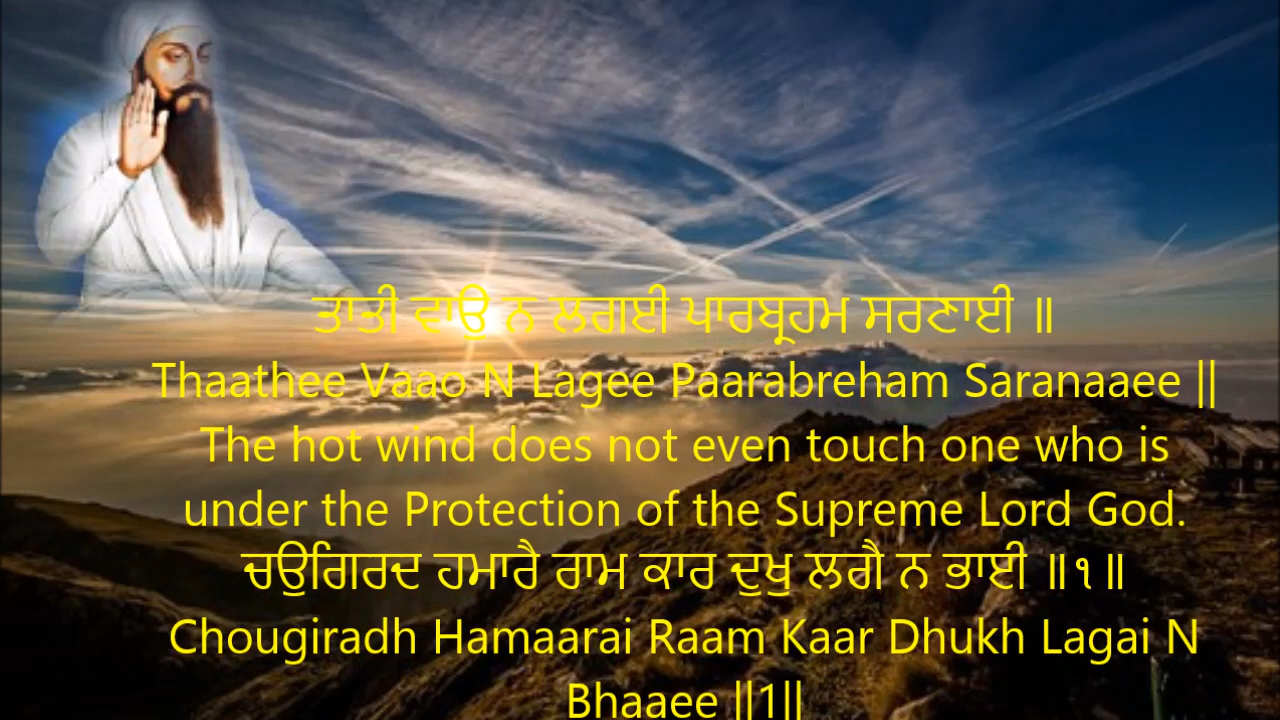 ਤਾਤੀ ਵਾਉ ਨ ਲਗਈ ਪਾਰਬ੍ਰਹਮ ਸਰਣਾਈ ॥
Thaathee Vaao N Lagee Paarabreham Saranaaee ||
The hot wind does not even touch one who is
under the Protection of the Supreme Lord God.
ਚਉਗਿਰਦ ਹਮਾਰੈ ਰਾਮ ਕਾਰ ਦੁਖੁ ਲਗੈ ਨ ਭਾਈ ॥੧॥
Chougiradh Hamaarai Raam Kaar Dhukh Lagai N
Bhaaee ||1||